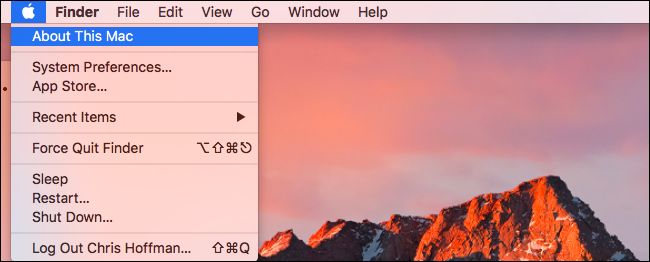 Finder File Edit View Go Window Help
About This Mac
System Preferences...
App Store...
Recent Items ▶
Force Quit Finder ⌥⇧⌘⎋
Sleep
Restart...
Shut Down...
Log Out Chris Hoffman... ⇧⌘Q